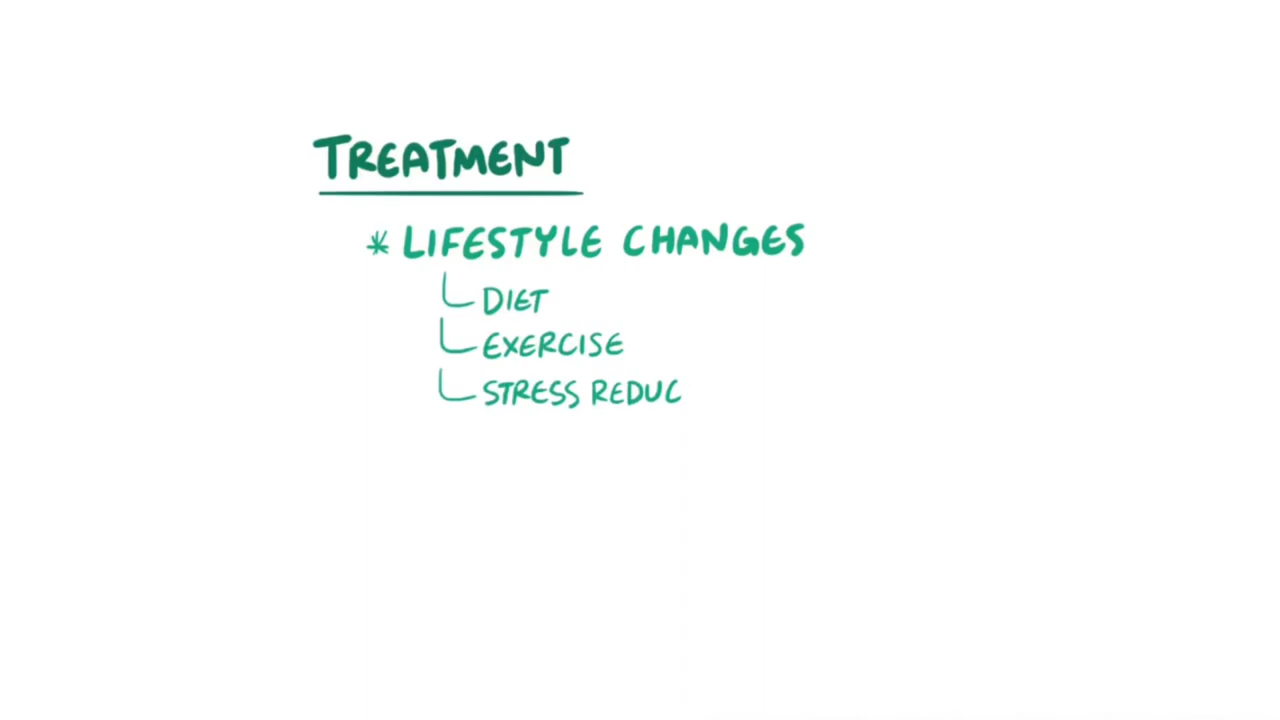 TREATMENT
* LIFESTYLE CHANGES
DIET
EXERCISE
STRESS REDUC